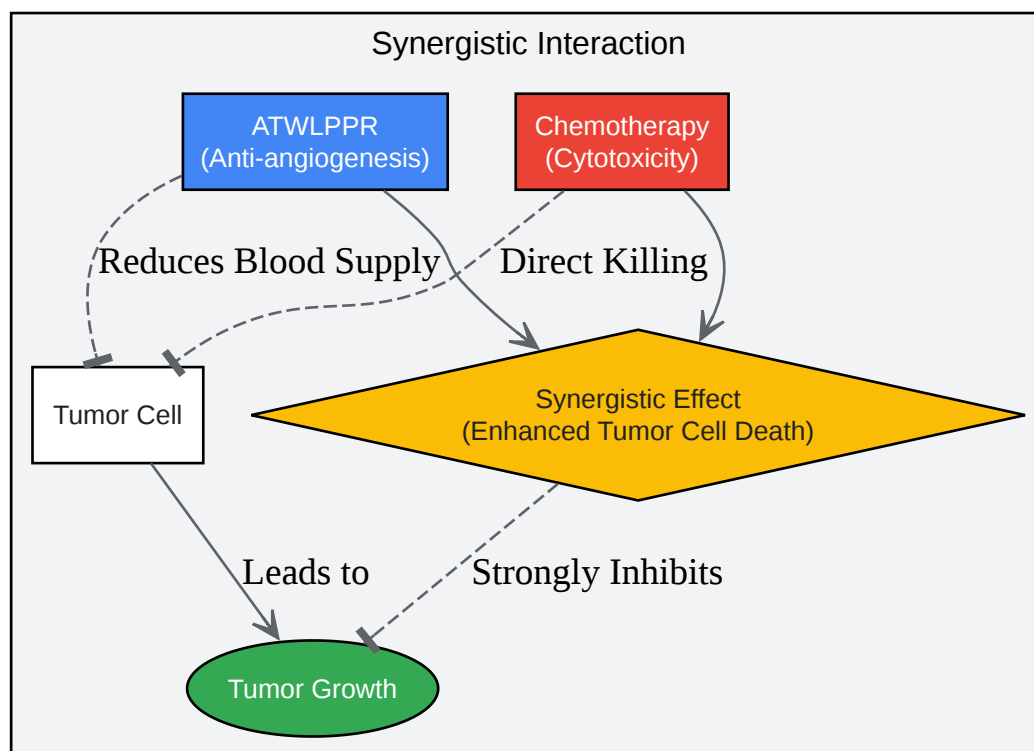 Synergistic Interaction
ATWLPPR
(Anti-angiogenesis)
Chemotherapy
(Cytotoxicity)
Reduces Blood Supply
Direct Killing
Tumor Cell
Synergistic Effect
(Enhanced Tumor Cell Death)
Leads to
Strongly Inhibits
Tumor Growth